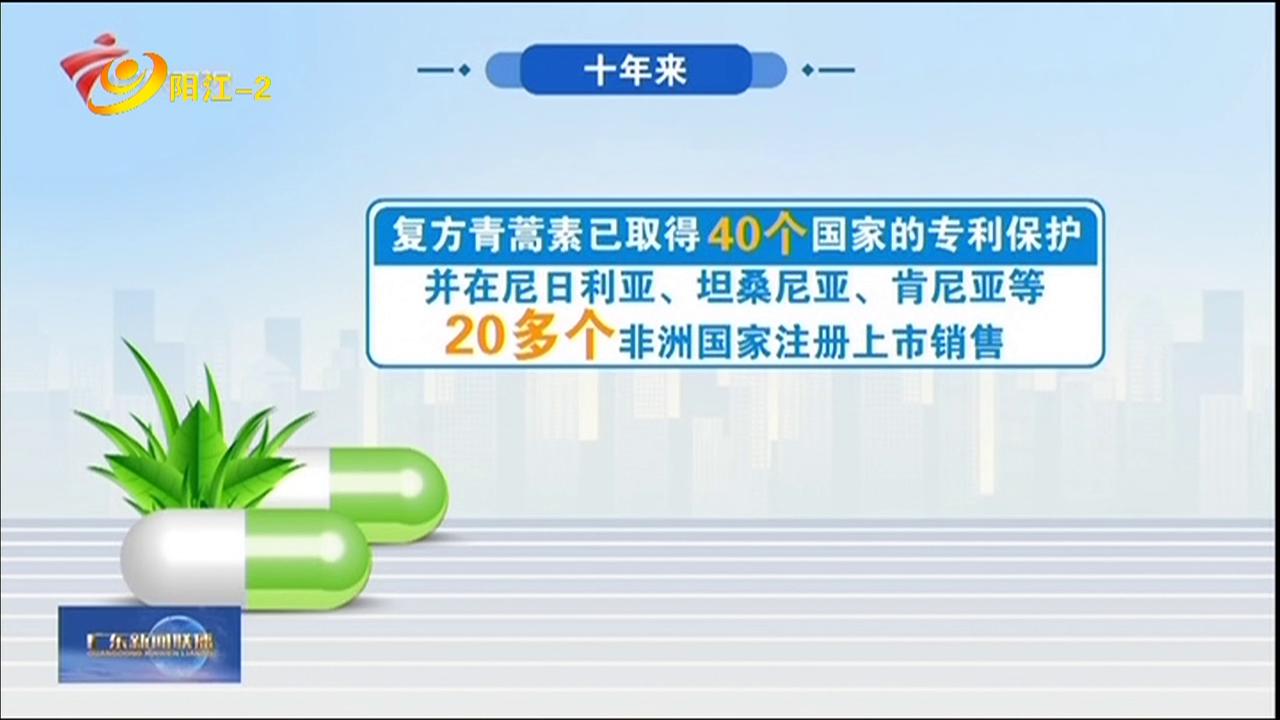 阳江-2
十年来
复方青蒿素已取得40个国家的专利保护
并在尼日利亚、坦桑尼亚、肯尼亚等
20多个非洲国家注册上市销售
广东新闻联播